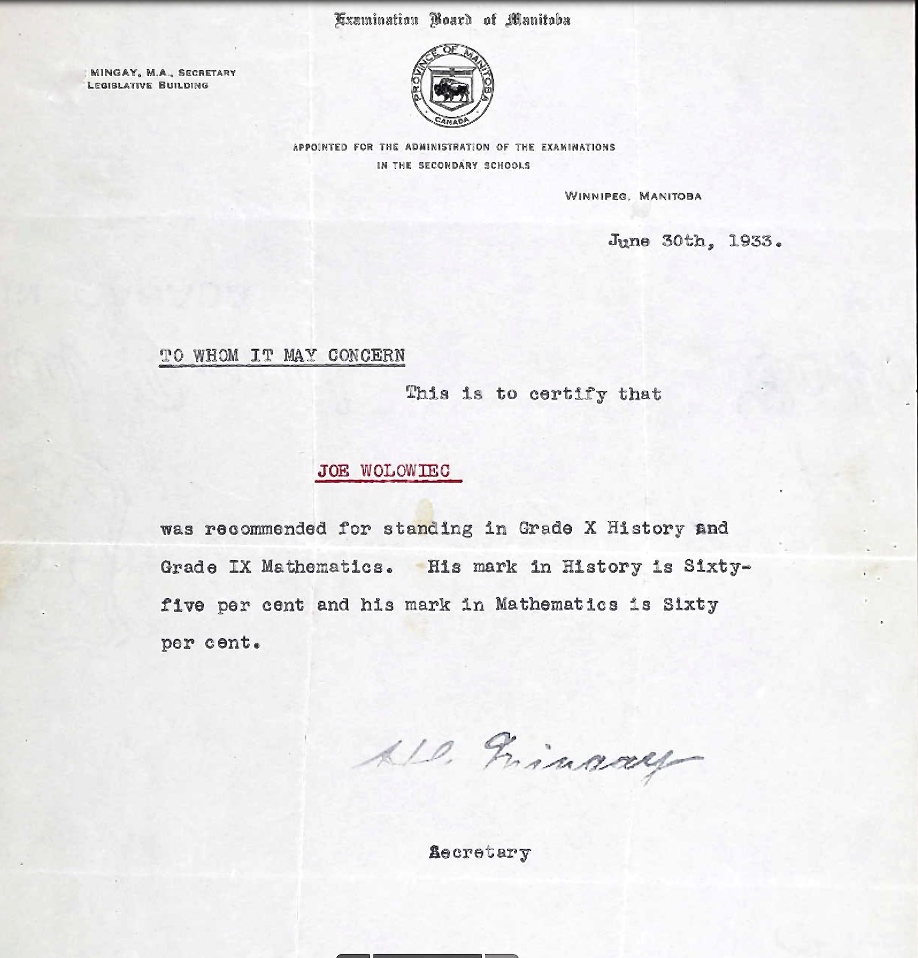 Examination Board of Manitoba
MINGAY, M.A., SECRETARY
LEGISLATIVE BUILDING
PROVINCE OF MANITOBA
CANADA
APPOINTED FOR THE ADMINISTRATION OF THE EXAMINATIONS
IN THE SECONDARY SCHOOLS
WINNIPEG, MANITOBA
June 30th, 1933.
TO WHOM IT MAY CONCERN
This is to certify that
JOE WOLOWIEC
was recommended for standing in Grade X History and
Grade IX Mathematics. His mark in History is Sixty-
five per cent and his mark in Mathematics is Sixty
per cent.
Mingay
Secretary